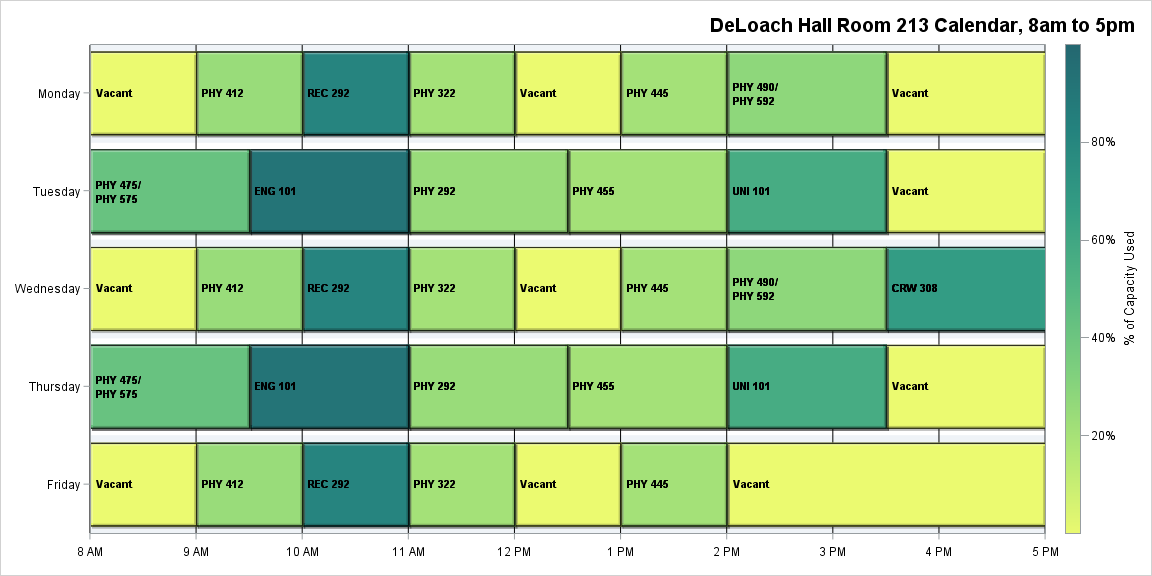 DeLoach Hall Room 213 Calendar, 8am to 5pm
Monday
Vacant
PHY 412
REC 292
PHY 322
Vacant
PHY 445
PHY 490/
PHY 592
Vacant
Tuesday
PHY 475/
PHY 575
ENG 101
PHY 292
PHY 455
UNI 101
Vacant
Wednesday
Vacant
PHY 412
REC 292
PHY 322
Vacant
PHY 445
PHY 490/
PHY 592
CRW 308
Thursday
PHY 475/
PHY 575
ENG 101
PHY 292
PHY 455
UNI 101
Vacant
Friday
Vacant
PHY 412
REC 292
PHY 322
Vacant
PHY 445
Vacant
8 AM
9 AM
10 AM
11 AM
12 PM
1 PM
2 PM
3 PM
4 PM
5 PM
80%
60%
40%
20%
% of Capacity Used